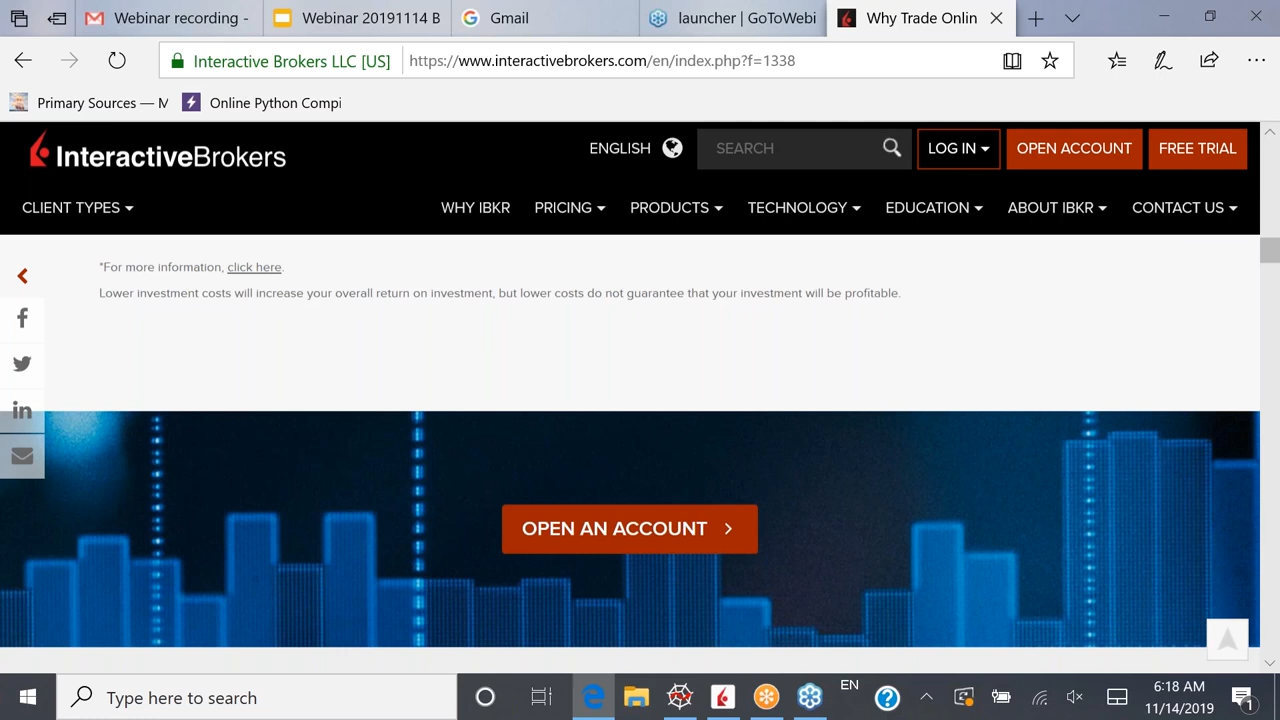 Webinar recording -
Webinar 20191114 B
Gmail
launcher | GoToWebi
Why Trade Onlin
Interactive Brokers LLC [US]
https://www.interactivebrokers.com/en/index.php?f=1338
Primary Sources — M
Online Python Compi
InteractiveBrokers
ENGLISH
SEARCH
LOG IN
OPEN ACCOUNT
FREE TRIAL
CLIENT TYPES
WHY IBKR
PRICING
PRODUCTS
TECHNOLOGY
EDUCATION
ABOUT IBKR
CONTACT US
*For more information, click here.
Lower investment costs will increase your overall return on investment, but lower costs do not guarantee that your investment will be profitable.
OPEN AN ACCOUNT
Type here to search
EN
6:18 AM
11/14/2019
1